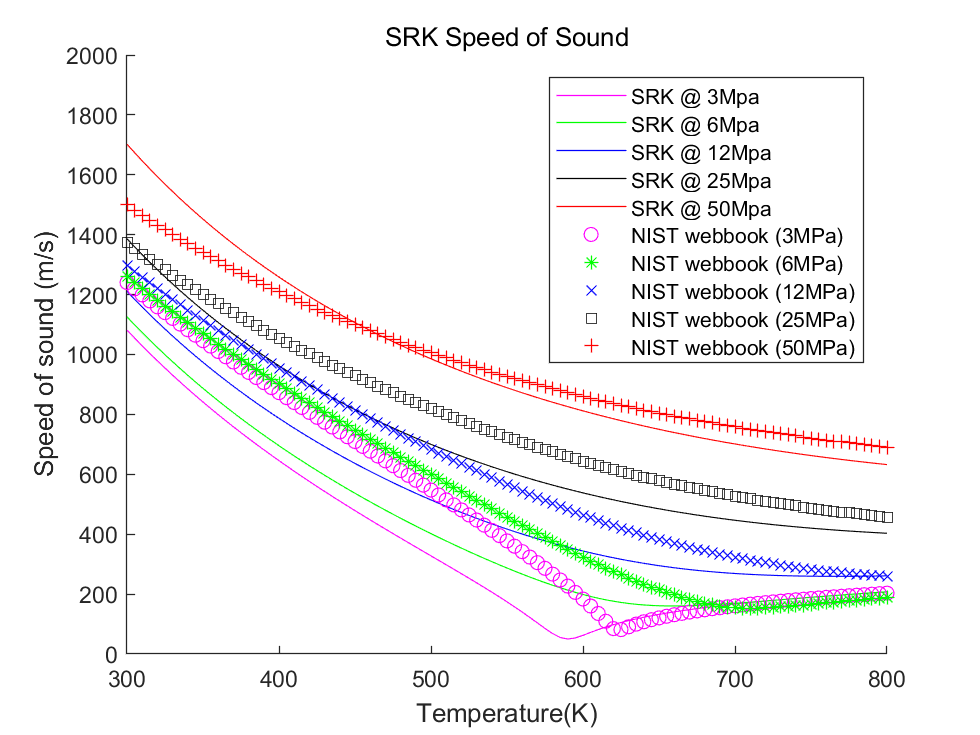 SRK Speed of Sound
2000
1800
1600
1400
1200
1000
800
600
400
200
0
Speed of sound (m/s)
SRK @ 3Mpa
SRK @ 6Mpa
SRK @ 12Mpa
SRK @ 25Mpa
SRK @ 50Mpa
NIST webbook (3MPa)
NIST webbook (6MPa)
NIST webbook (12MPa)
NIST webbook (25MPa)
NIST webbook (50MPa)
300 400 500 600 700 800
Temperature(K)